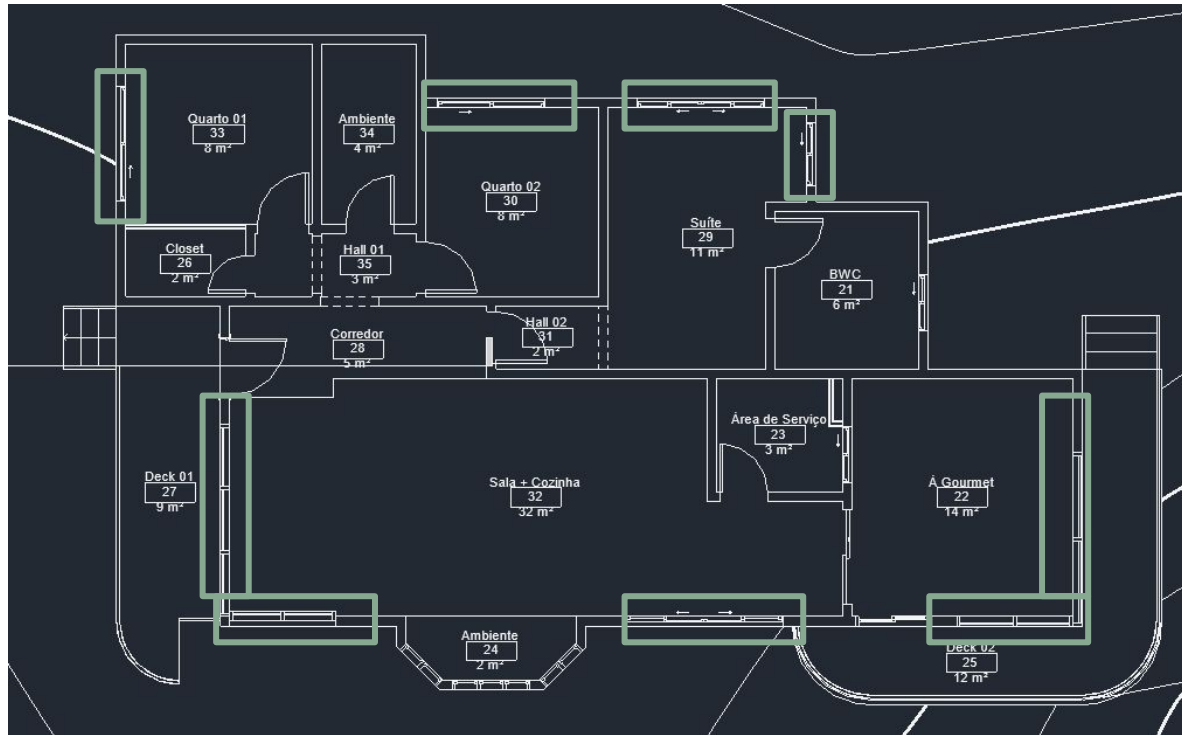 Quarto 01
33
8 m²
Ambiente
34
4 m²
Quarto 02
30
8 m²
Suíte
29
11 m²
Closet
26
2 m²
Hall 01
35
3 m²
BWC
21
6 m²
Corredor
28
5 m²
Hall 02
31
2 m²
Área de Serviço
23
3 m²
Deck 01
27
9 m²
Sala + Cozinha
32
32 m²
Á Gourmet
22
14 m²
Ambiente
24
2 m²
Deck 02
25
12 m²